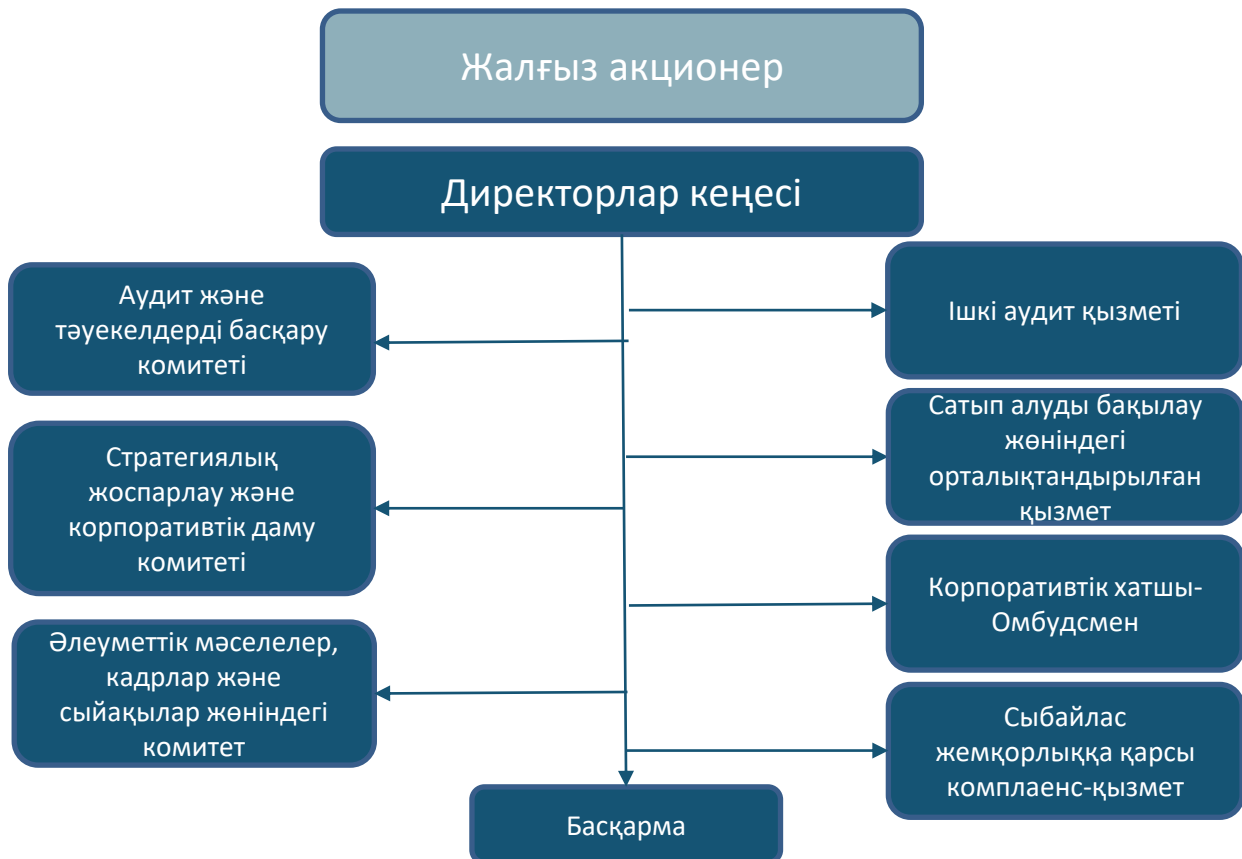 Жалғыз акционер
Директорлар кеңесі
Аудит және
тәуекелдерді басқару
комитеті
Стратегиялық
жоспарлау және
корпоративтік даму
комитеті
Әлеуметтік мәселелер,
кадрлар және
сыйақылар жөніндегі
комитет
Ішкі аудит қызметі
Сатып алуды бақылау
жөніндегі
орталықтандырылған
қызмет
Корпоративтік хатшы-
Омбудсмен
Сыбайлас
жемқорлыққа қарсы
комплаенс-қызмет
Басқарма